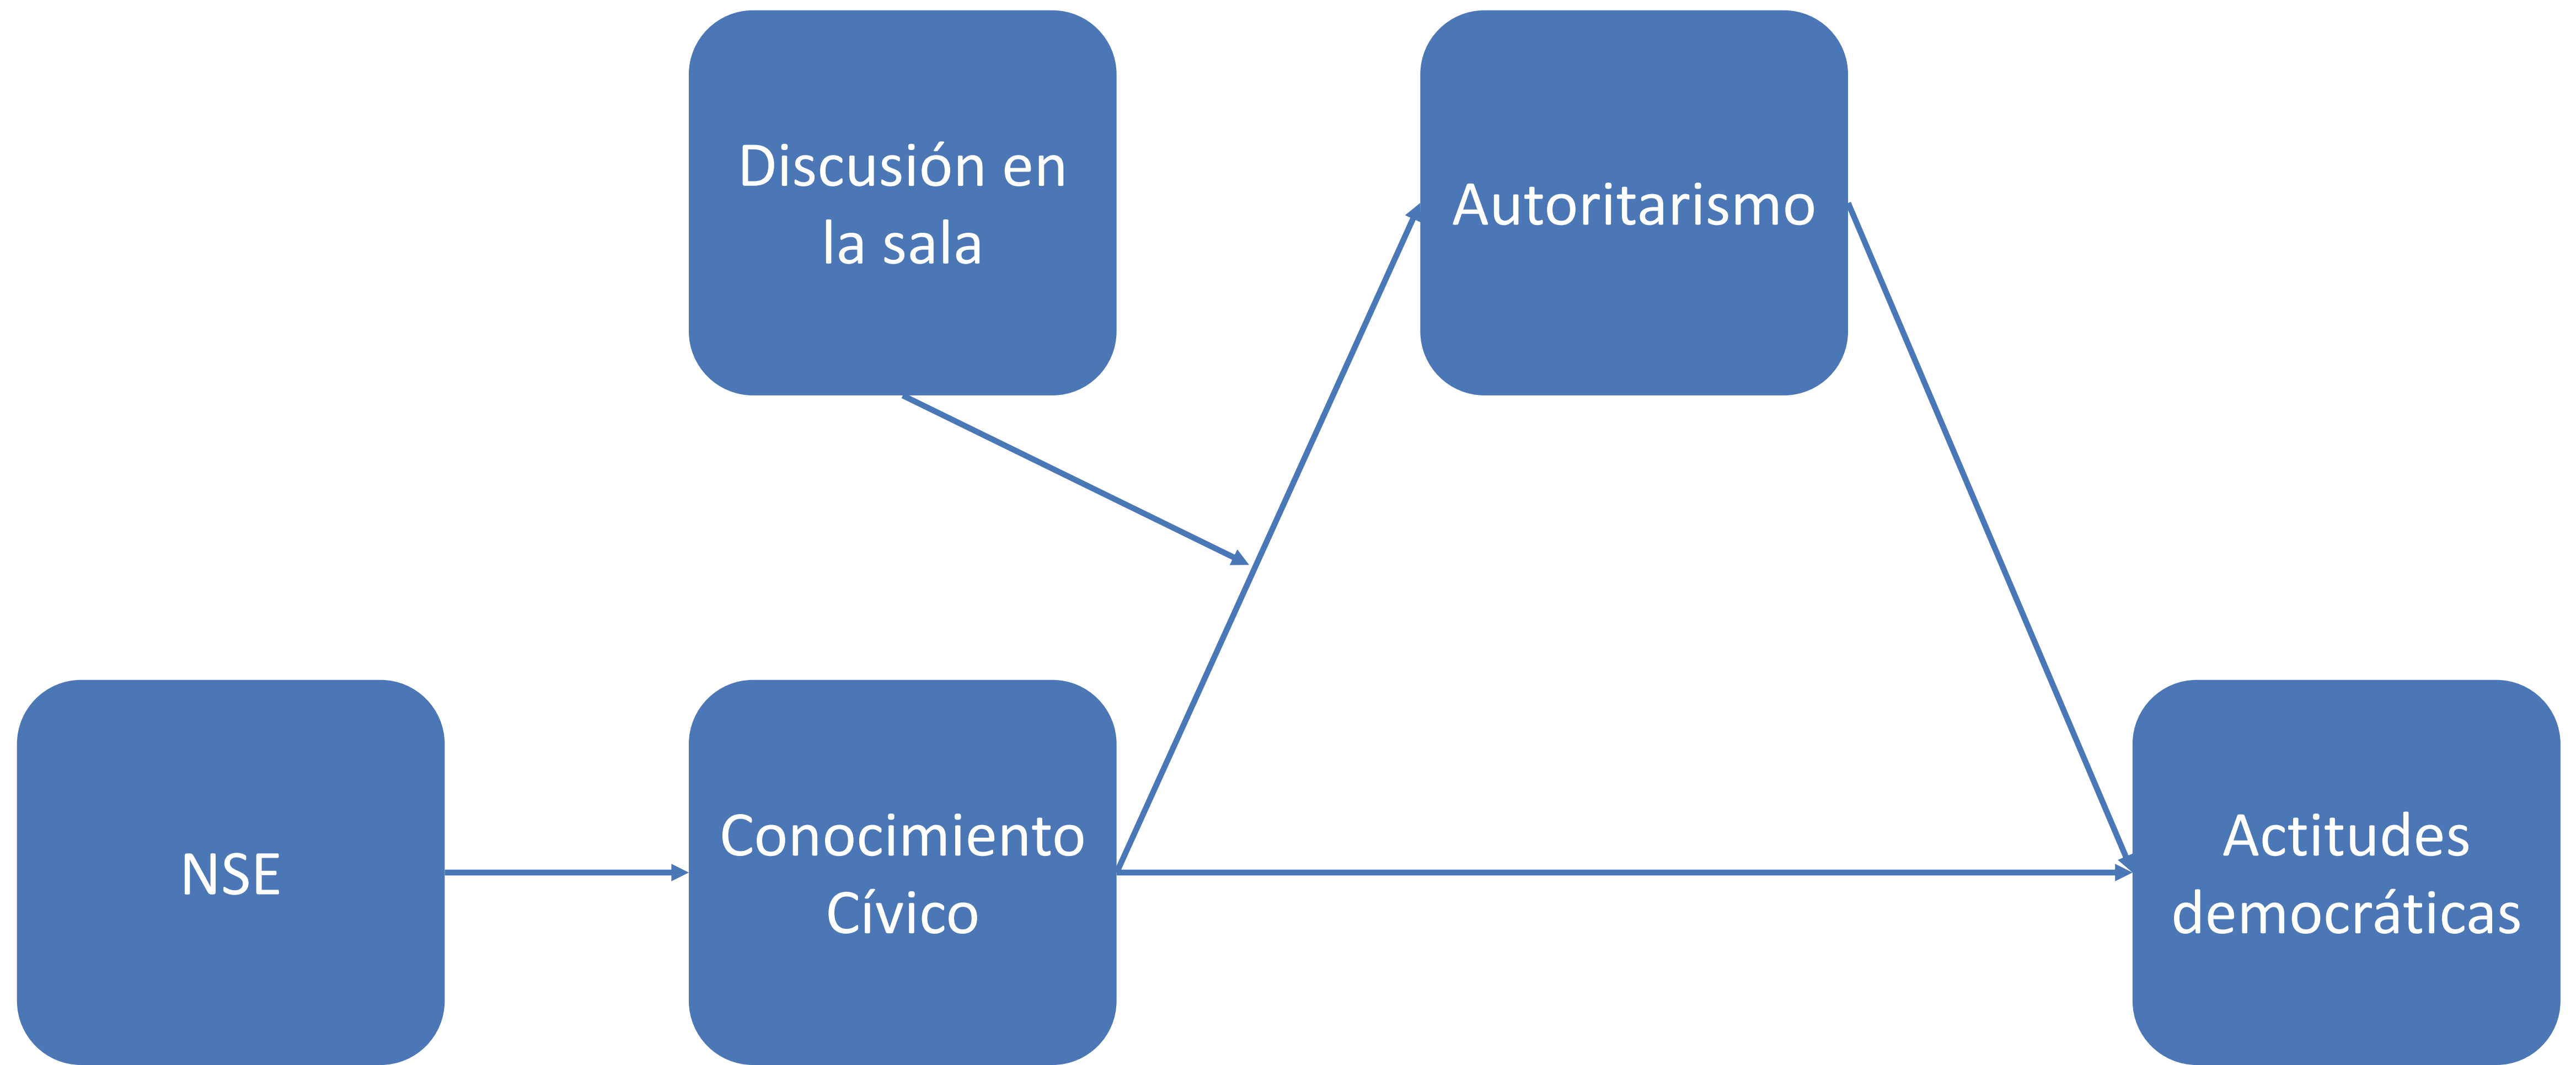 Discusión en
la sala
Autoritarismo
NSE
Conocimiento
Cívico
Actitudes
democráticas